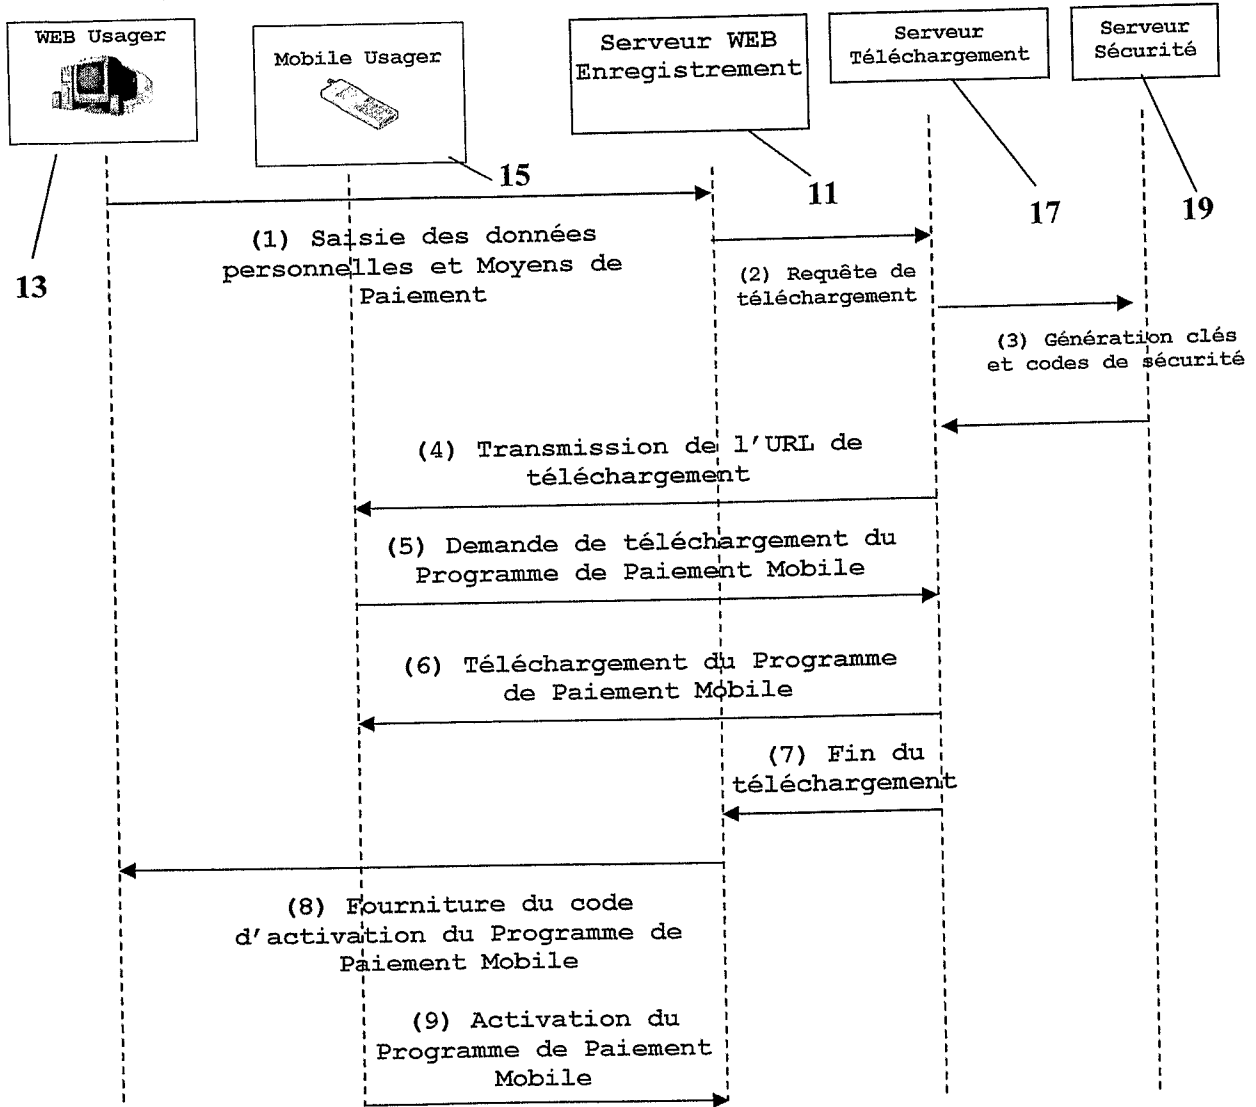 WEB Usager
Mobile Usager
Serveur WEB
Enregistrement
Serveur
Téléchargement
Serveur
Sécurité
13
15
11
17
19
(1) Saisie des données
personnelles et Moyens de
Paiement
(2) Requête de
téléchargement
(3) Génération clés
et codes de sécurité
(4) Transmission de l'URL de
téléchargement
(5) Demande de téléchargement du
Programme de Paiement Mobile
(6) Téléchargement du Programme
de Paiement Mobile
(7) Fin du
téléchargement
(8) Fourniture du code
d'activation du Programme de
Paiement Mobile
(9) Activation du
Programme de Paiement
Mobile